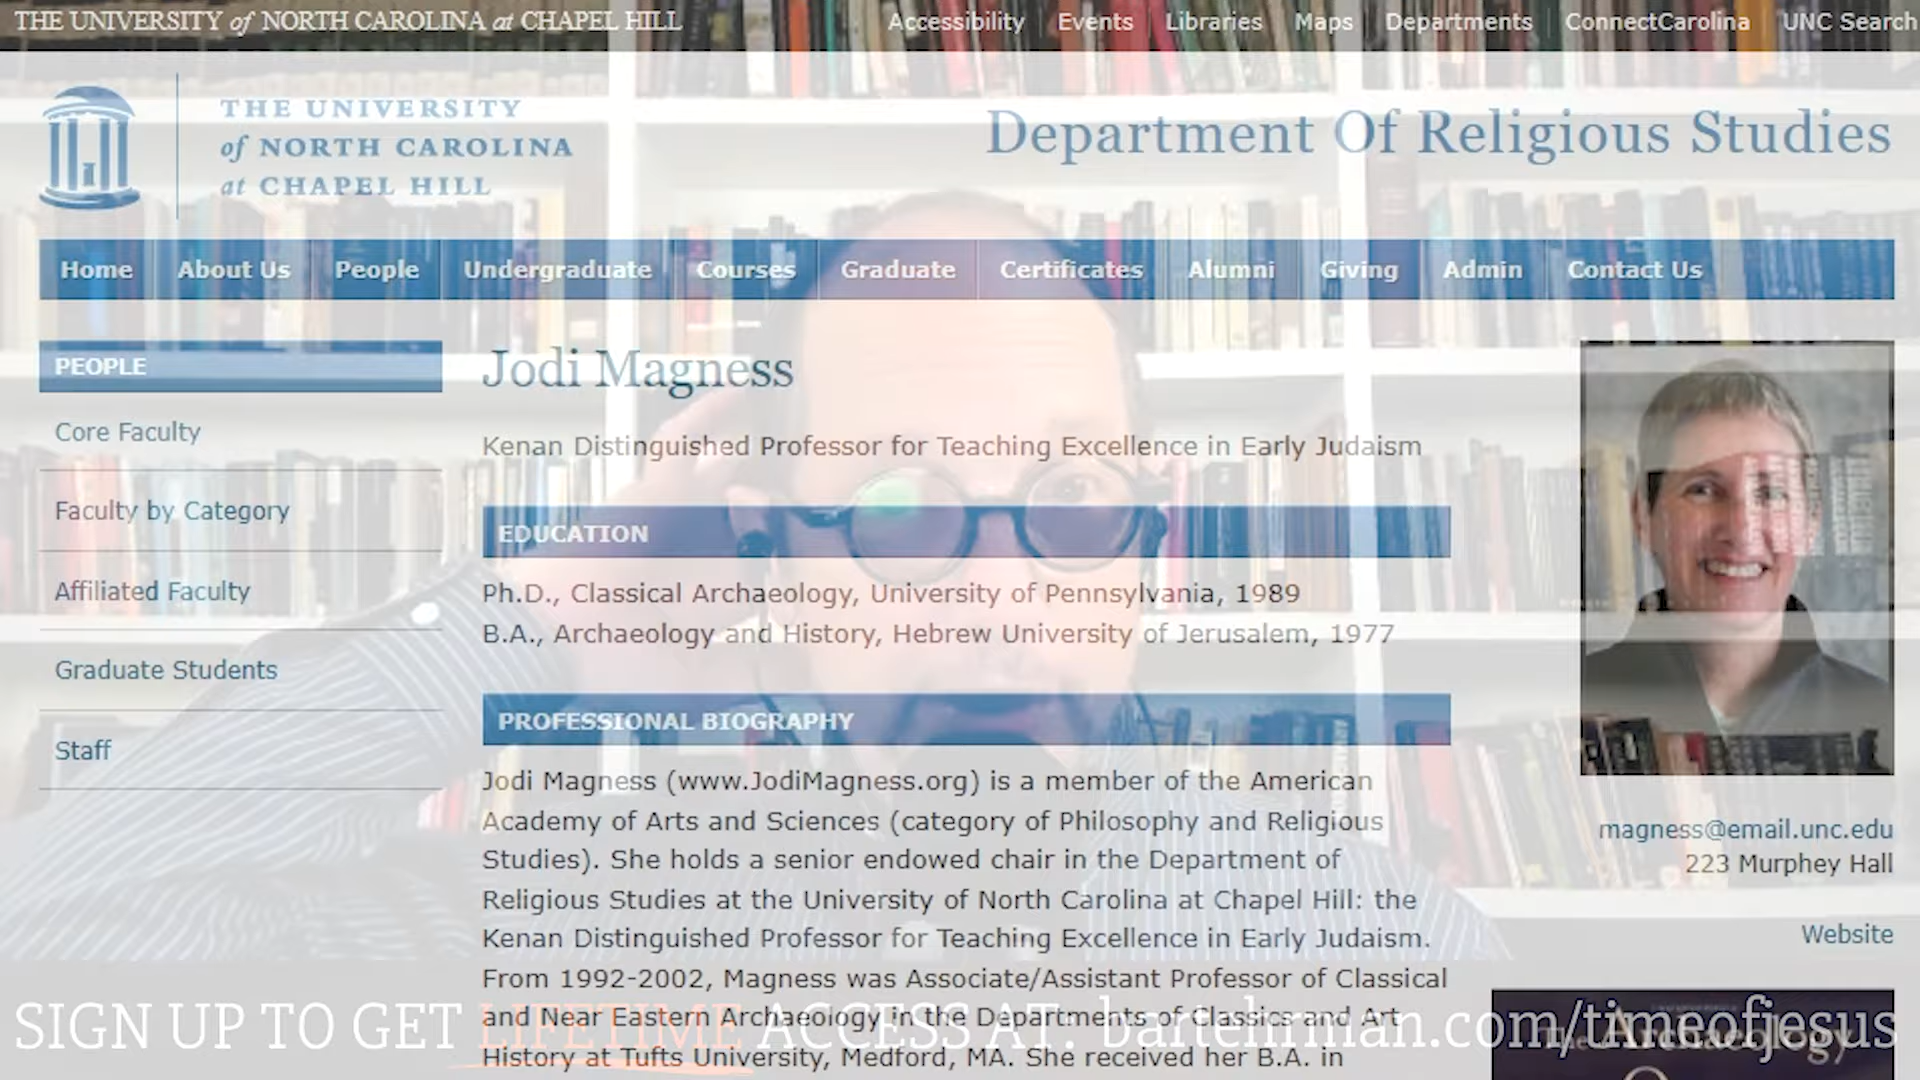 THE UNIVERSITY of NORTH CAROLINA at CHAPEL HILL
Accessibility Events Libraries Maps Departments ConnectCarolina UNC Search
THE UNIVERSITY
of NORTH CAROLINA
at CHAPEL HILL
Department Of Religious Studies
Home About Us People Undergraduate Courses Graduate Certificates Alumni Giving Admin Contact Us
PEOPLE
Core Faculty
Faculty by Category
Affiliated Faculty
Graduate Students
Staff
Jodi Magness
Kenan Distinguished Professor for Teaching Excellence in Early Judaism
EDUCATION
Ph.D., Classical Archaeology, University of Pennsylvania, 1989
B.A., Archaeology and History, Hebrew University of Jerusalem, 1977
PROFESSIONAL BIOGRAPHY
Jodi Magness (www.JodiMagness.org) is a member of the American
Academy of Arts and Sciences (category of Philosophy and Religious
Studies). She holds a senior endowed chair in the Department of
Religious Studies at the University of North Carolina at Chapel Hill: the
Kenan Distinguished Professor for Teaching Excellence in Early Judaism.
From 1992-2002, Magness was Associate/Assistant Professor of Classical
and Near Eastern Archaeology in the Departments of Classics and Art
History at Tufts University, Medford, MA. She received her B.A. in
magness@email.unc.edu
223 Murphey Hall
Website
The Archaeology
SIGN UP TO GET LIFETIME ACCESS AT: bartehrman.com/timeofjesus